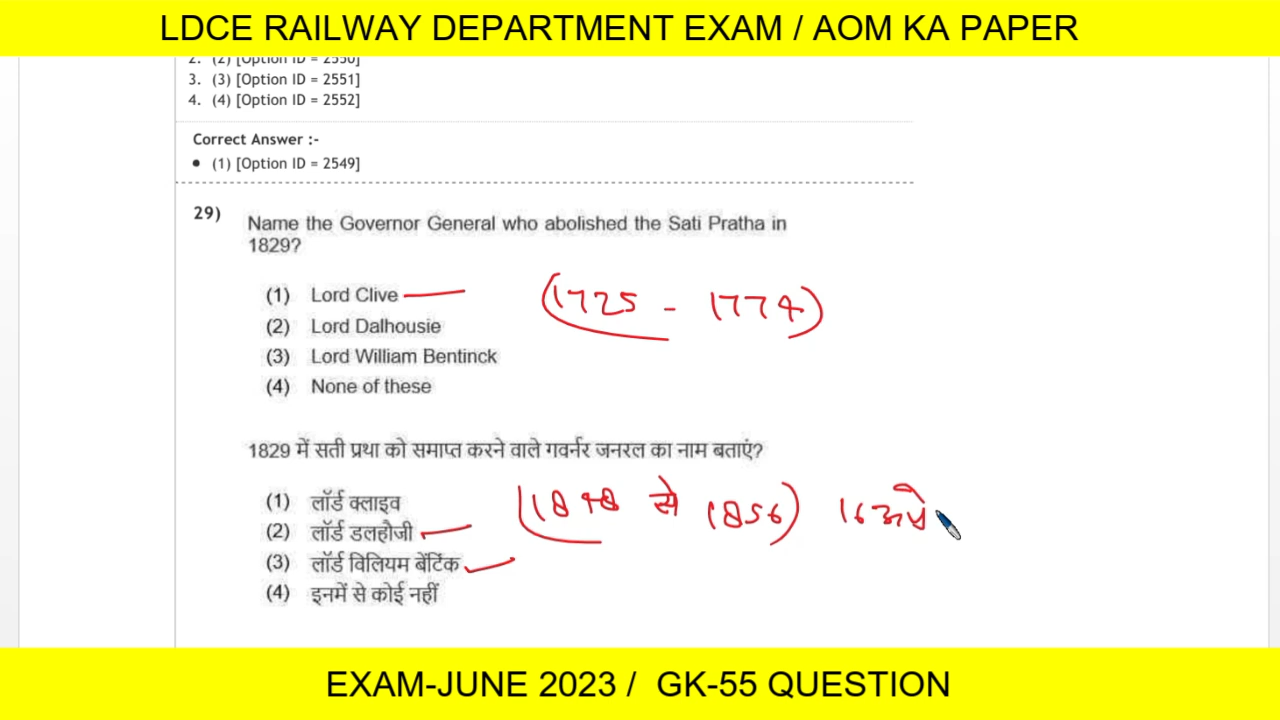 LDCE RAILWAY DEPARTMENT EXAM / AOM KA PAPER
2. (2) [Option ID = 2550]
3. (3) [Option ID = 2551]
4. (4) [Option ID = 2552]
Correct Answer :-
• (1) [Option ID = 2549]
29) Name the Governor General who abolished the Sati Pratha in
1829?
(1) Lord Clive (1725 - 1774)
(2) Lord Dalhousie
(3) Lord William Bentinck
(4) None of these
1829 में सती प्रथा को समाप्त करने वाले गवर्नर जनरल का नाम बताएं?
(1) लॉर्ड क्लाइव
(2) लॉर्ड डलहौजी (1848 से 1856) 16
(3) लॉर्ड विलियम बेंटिंक
(4) इनमें से कोई नहीं
EXAM-JUNE 2023 / GK-55 QUESTION